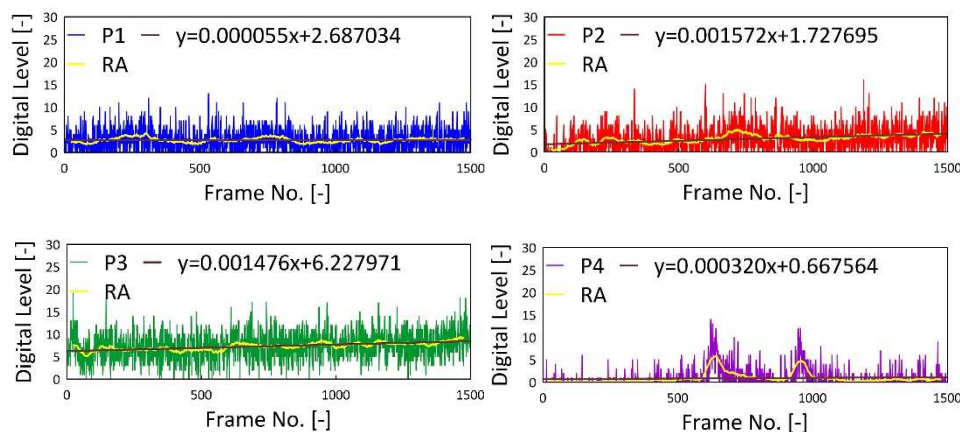 Digital Level [-]
30
25
20
15
10
5
0
P1 y=0.000055x+2.687034
RA
0 500 1000 1500
Frame No. [-]
Digital Level [-]
30
25
20
15
10
5
0
P2 y=0.001572x+1.727695
RA
0 500 1000 1500
Frame No. [-]
Digital Level [-]
30
25
20
15
10
5
0
P3 y=0.001476x+6.227971
RA
0 500 1000 1500
Frame No. [-]
Digital Level [-]
30
25
20
15
10
5
0
P4 y=0.000320x+0.667564
RA
0 500 1000 1500
Frame No. [-]